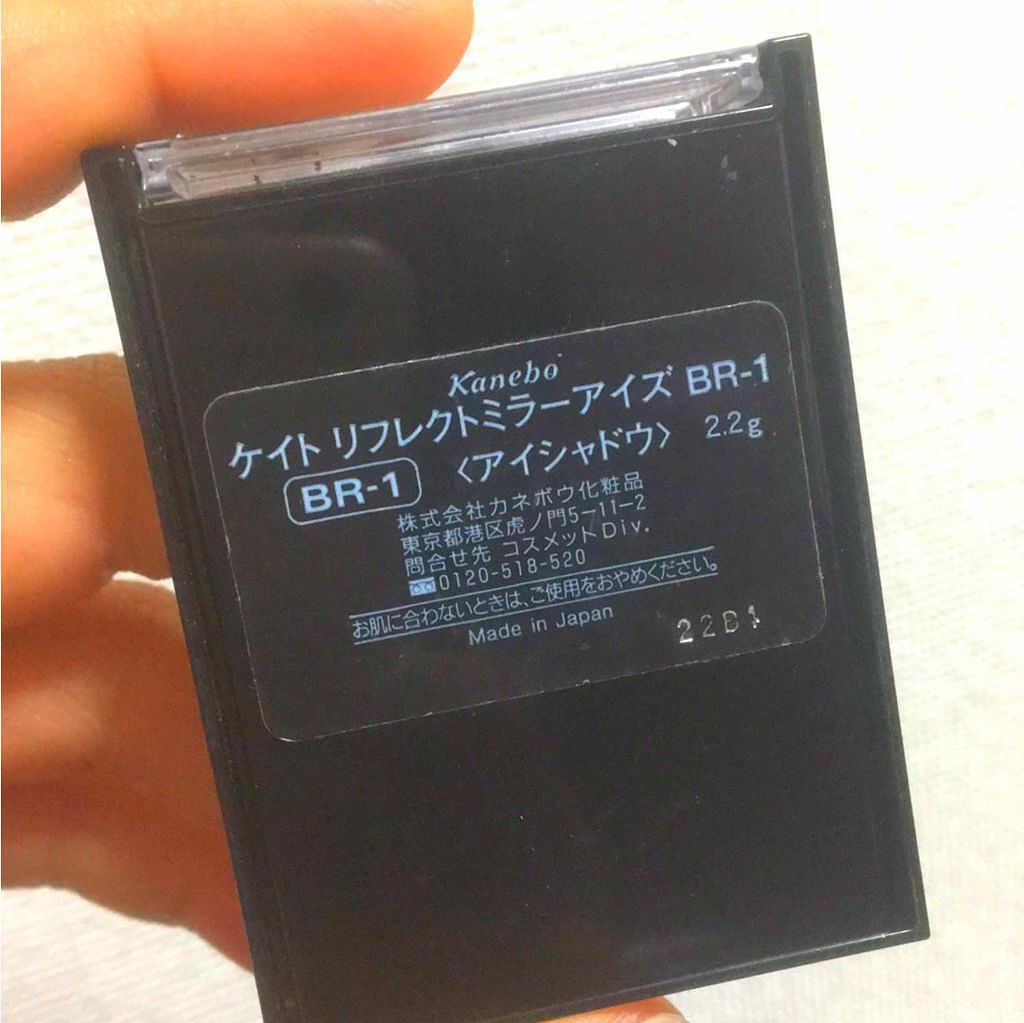 Kanebo
ケイト リフレクトミラーアイズ BR-1
BR-1 〈アイシャドウ〉 2.2g
株式会社カネボウ化粧品
東京都港区虎ノ門5-11-2
問合せ先 コスメットDiv.
0120-518-520
お肌に合わないときは、ご使用をおやめください。
Made in Japan
22B1